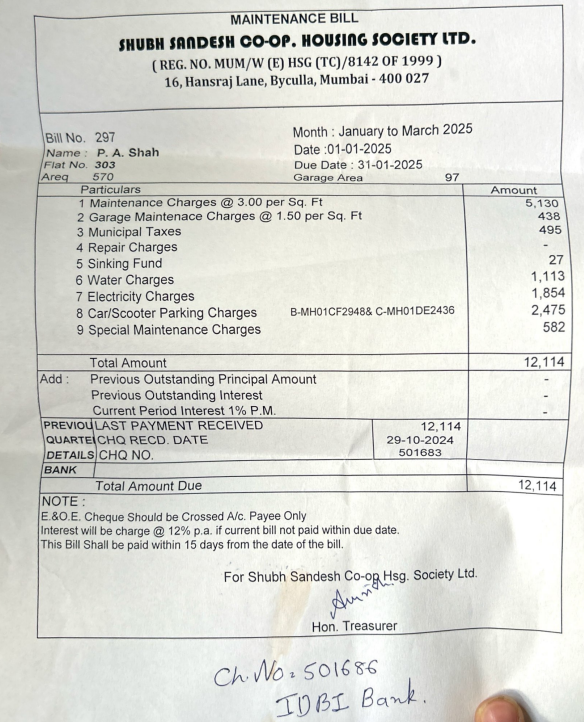 MAINTENANCE BILL
SHUBH SANDESH CO-OP. HOUSING SOCIETY LTD.
( REG. NO. MUM/W (E) HSG (TC)/8142 OF 1999 )
16, Hansraj Lane, Byculla, Mumbai - 400 027
Bill No. 297 Month : January to March 2025
Name : P. A. Shah Date :01-01-2025
Flat No. 303 Due Date : 31-01-2025
Areq 570 Garage Area 97
Particulars Amount
1 Maintenance Charges @ 3.00 per Sq. Ft 5,130
2 Garage Maintenace Charges @ 1.50 per Sq. Ft 438
3 Municipal Taxes 495
4 Repair Charges -
5 Sinking Fund 27
6 Water Charges 1,113
7 Electricity Charges 1,854
8 Car/Scooter Parking Charges B-MH01CF2948& C-MH01DE2436 2,475
9 Special Maintenance Charges 582
Total Amount 12,114
Add : Previous Outstanding Principal Amount -
Previous Outstanding Interest -
Current Period Interest 1% P.M. -
PREVIOU LAST PAYMENT RECEIVED 12,114
QUARTE CHQ RECD. DATE 29-10-2024
DETAILS CHQ NO. 501683
BANK
Total Amount Due 12,114
NOTE :
E.&O.E. Cheque Should be Crossed A/c. Payee Only
Interest will be charge @ 12% p.a. if current bill not paid within due date.
This Bill Shall be paid within 15 days from the date of the bill.
For Shubh Sandesh Co-op Hsg. Society Ltd.
Hon. Treasurer
Ch. No = 501686
IDBI Bank.